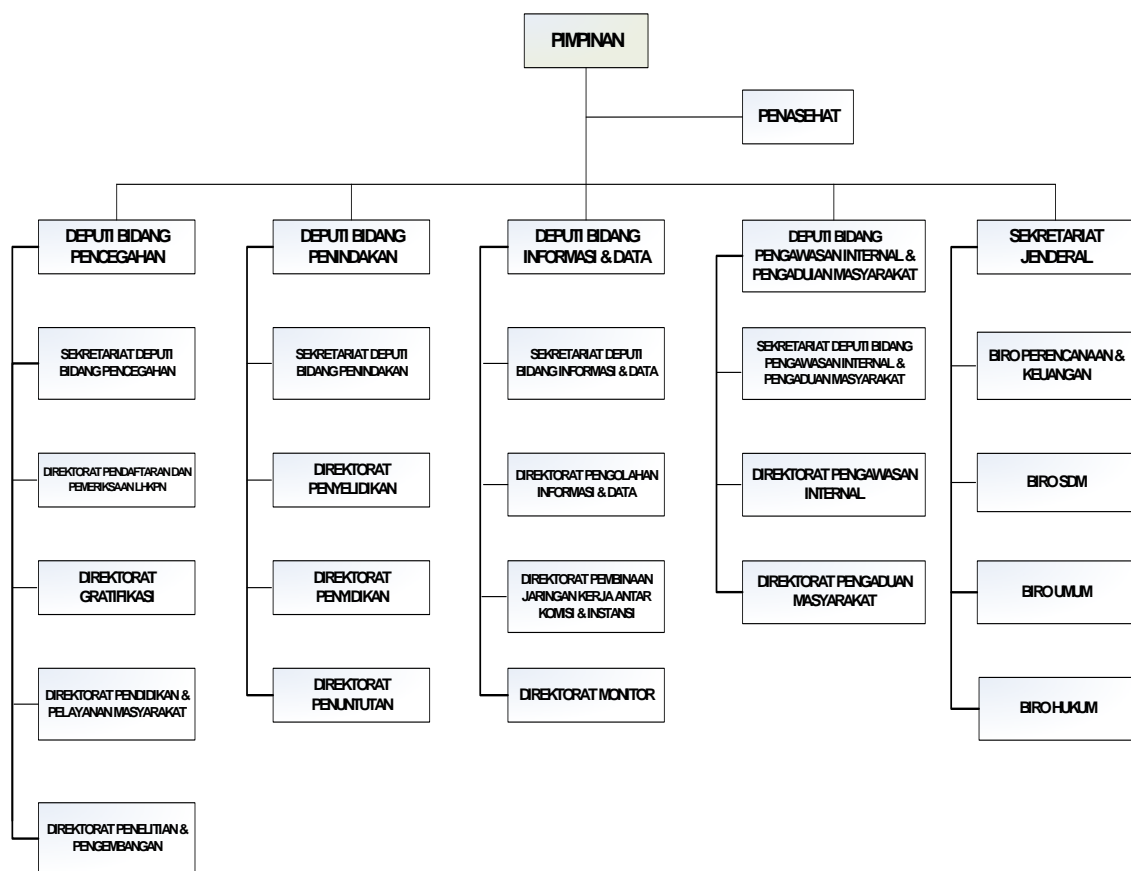 PIMPINAN
PENASEHAT
DEPUTI BIDANG
PENCEGAHAN
SEKRETARIAT DEPUTI
BIDANG PENCEGAHAN
DIREKTORAT PENDAFTARAN DAN
PEMERIKSAAN LHKPN
DIREKTORAT
GRATIFIKASI
DIREKTORAT PENDIDIKAN &
PELAYANAN MASYARAKAT
DIREKTORAT PENELITIAN &
PENGEMBANGAN
DEPUTI BIDANG
PENINDAKAN
SEKRETARIAT DEPUTI
BIDANG PENINDAKAN
DIREKTORAT
PENYELIDIKAN
DIREKTORAT
PENYIDIKAN
DIREKTORAT
PENUNTUTAN
DEPUTI BIDANG
INFORMASI & DATA
SEKRETARIAT DEPUTI
BIDANG INFORMASI & DATA
DIREKTORAT PENGOLAHAN
INFORMASI & DATA
DIREKTORAT PEMBINAAN
JARINGAN KERJA ANTAR
KOMISI & INSTANSI
DIREKTORAT MONITOR
DEPUTI BIDANG
PENGAWASAN INTERNAL &
PENGADUIAN MASYARAKAT
SEKRETARIAT DEPUTI BIDANG
PENGAWASAN INTERNAL &
PENGADUAN MASYARAKAT
DIREKTORAT PENGAWASAN
INTERNAL
DIREKTORAT PENGADUAN
MASYARAKAT
SEKRETARIAT
JENDERAL
BIRO PERENCANAAN &
KEUANGAN
BIRO SDM
BIRO UMUM
BIRO HUKUM